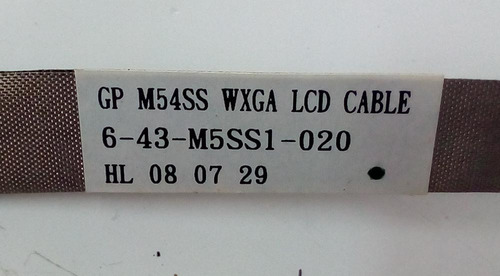 GP M54SS WXGA LCD CABLE
6-43-M5SS1-020
HL 08 07 29